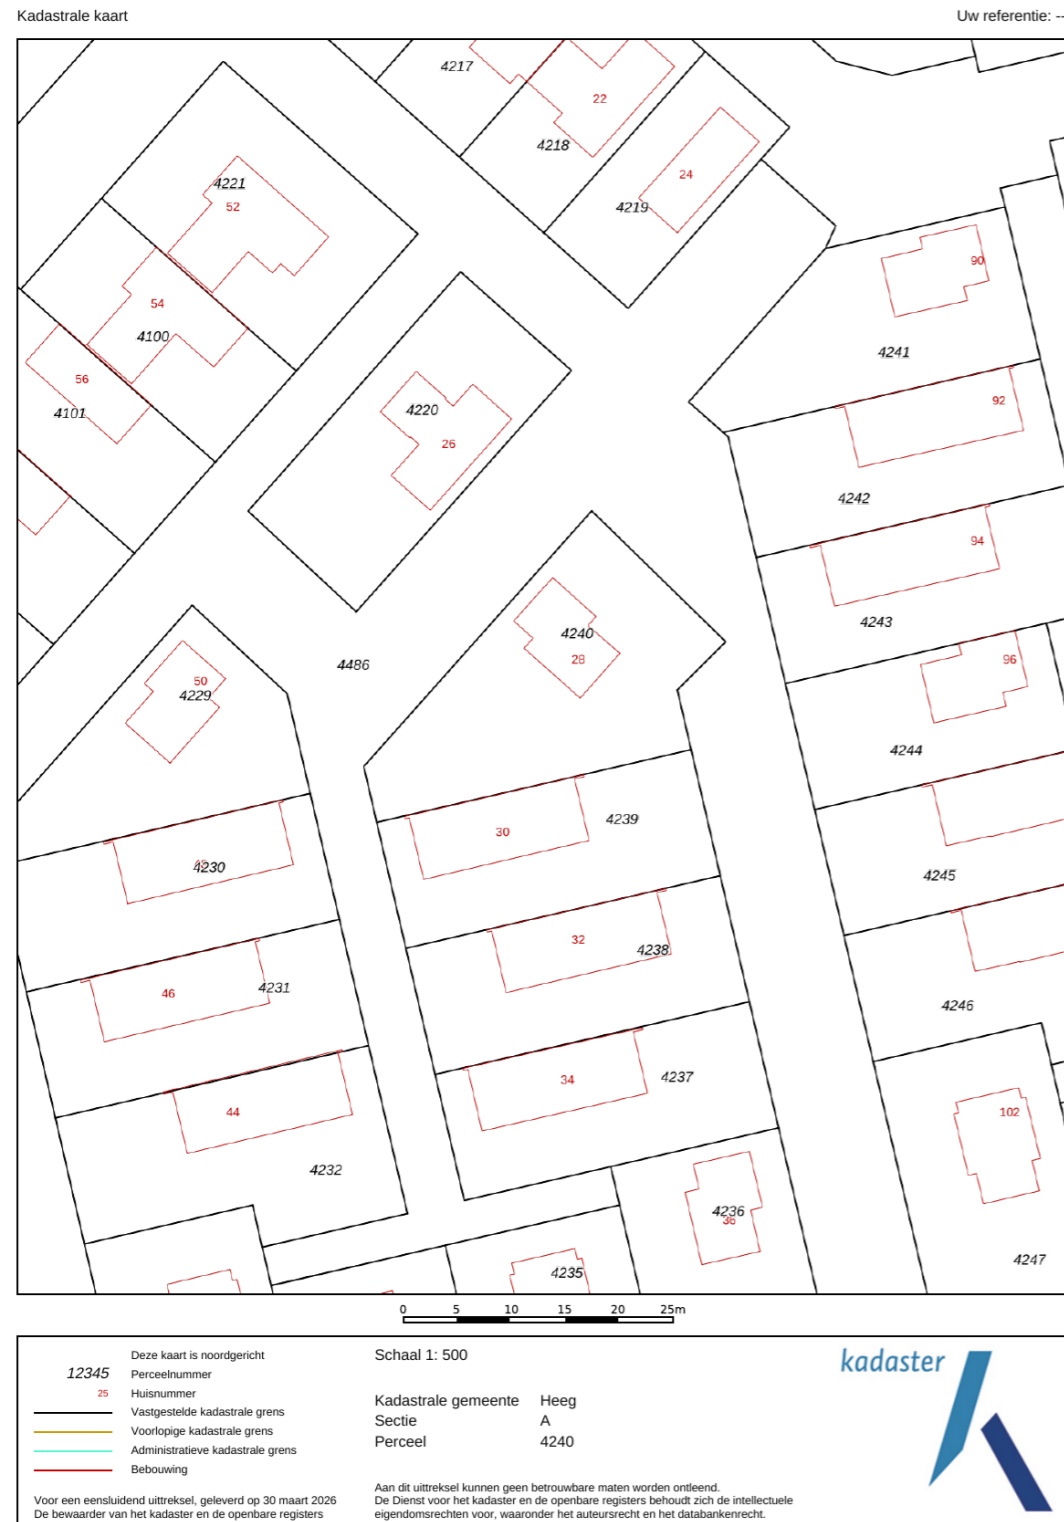 Kadastrale kaart
Uw referentie: --
4217
22
4218
24
4219
4221
52
54
4100
56
4101
90
4241
92
4242
94
4243
96
4244
4245
4246
102
4247
4220
26
4240
28
4486
50
4229
4230
30
4239
32
4238
46
4231
34
4237
44
4232
4236
36
4235
0 5 10 15 20 25m
Deze kaart is noordgericht
12345 Perceelnummer
25 Huisnummer
Vastgestelde kadastrale grens
Voorlopige kadastrale grens
Administratieve kadastrale grens
Bebouwing
Voor een eensluidend uittreksel, geleverd op 30 maart 2026
De bewaarder van het kadaster en de openbare registers
Schaal 1: 500
Kadastrale gemeente Heeg
Sectie A
Perceel 4240
Aan dit uittreksel kunnen geen betrouwbare maten worden ontleend.
De Dienst voor het kadaster en de openbare registers behoudt zich de intellectuele
eigendomsrechten voor, waaronder het auteursrecht en het databankenrecht.
kadaster